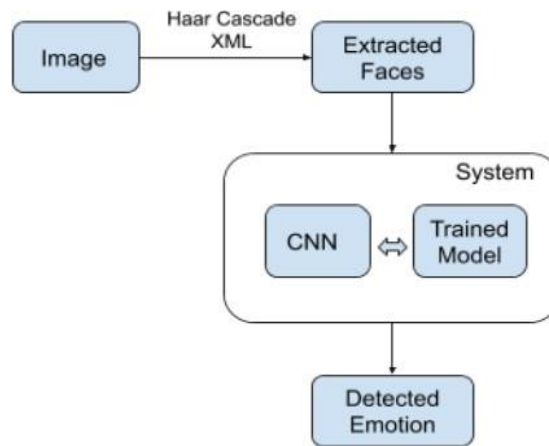 Haar Cascade
XML
Image
Extracted
Faces
System
CNN
Trained
Model
Detected
Emotion